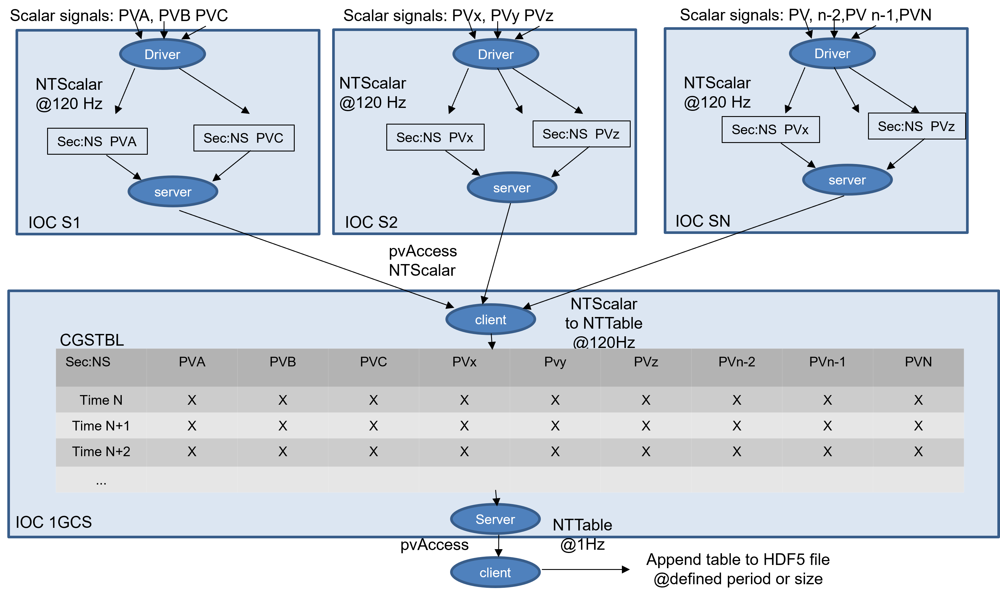 Scalar signals: PVA, PVB PVC
Driver
NTScalar
@120 Hz
Sec:NS PVA
Sec:NS PVC
server
IOC S1
Scalar signals: PVx, PVy PVz
Driver
NTScalar
@120 Hz
Sec:NS PVx
Sec:NS PVz
server
IOC S2
Scalar signals: PV, n-2,PV n-1,PVN
Driver
NTScalar
@120 Hz
Sec:NS PVx
Sec:NS PVz
server
IOC SN
pvAccess
NTScalar
client
NTScalar
to NTTable
@120Hz
CGSTBL
Sec:NS PVA PVB PVC PVx Pvy PVz PVn-2 PVn-1 PVN
Time N X X X X X X X X X
Time N+1 X X X X X X X X X
Time N+2 X X X X X X X X X
...
Server
IOC 1GCS
NTTable
@1Hz
pvAccess
client
Append table to HDF5 file
@defined period or size